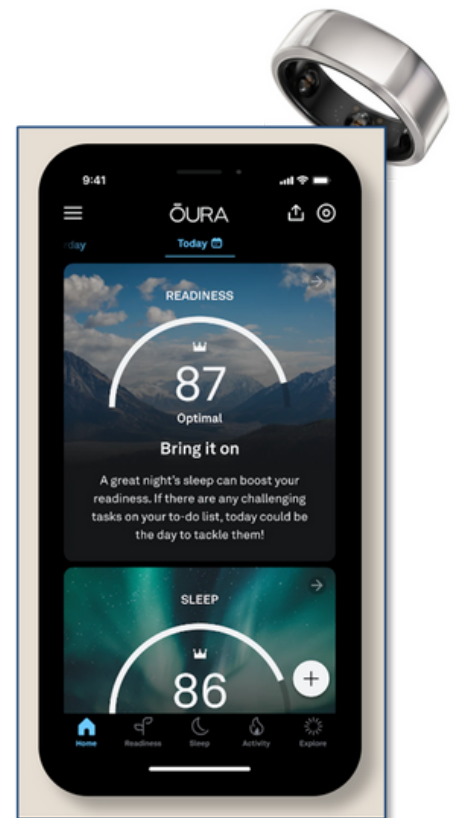 9:41
ŌURA
rday
Today
READINESS
87
Optimal
Bring it on
A great night's sleep can boost your
readiness. If there are any challenging
tasks on your to-do list, today could be
the day to tackle them!
SLEEP
86
+
Home
Readiness
Sleep
Activity
Explore